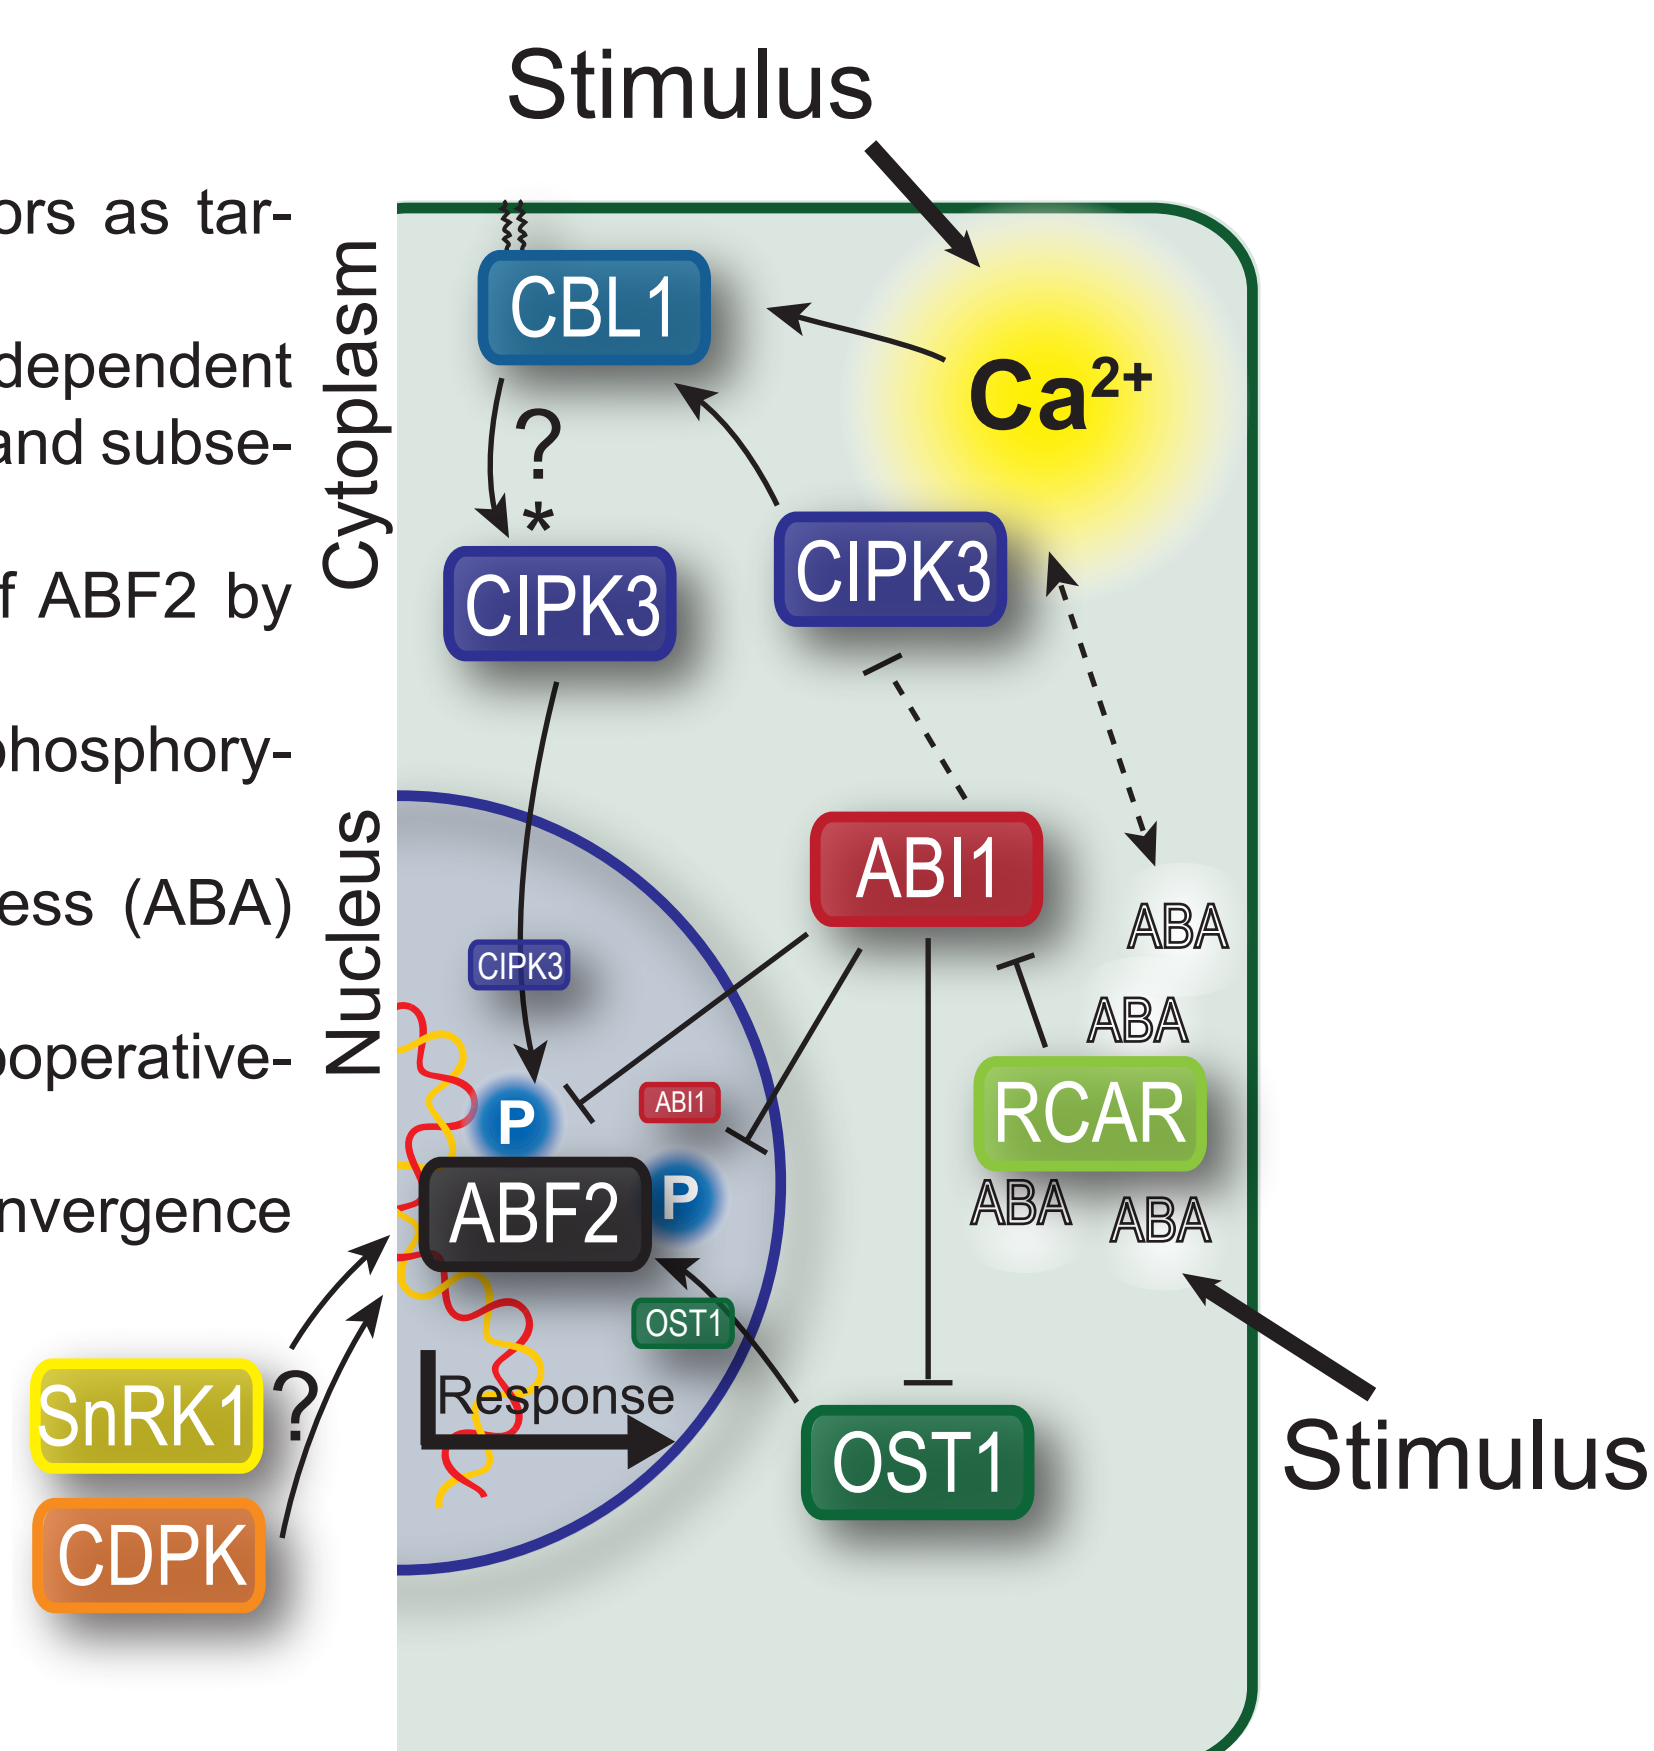 Stimulus
ors as tar-
dependent
and subse-
f ABF2 by
phosphory-
ess (ABA)
ooperative-
nvergence
Cytoplasm
Nucleus
CBL1
Ca2+
?
*
CIPK3
CIPK3
ABI1
ABA
CIPK3
ABA
P
ABI1
RCAR
ABF2
P
ABA
ABA
OST1
SnRK1
?
Response
OST1
Stimulus
CDPK